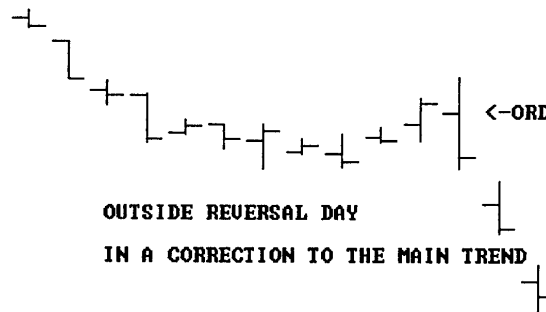 <-ORD
OUTSIDE REVERSAL DAY
IN A CORRECTION TO THE MAIN TREND